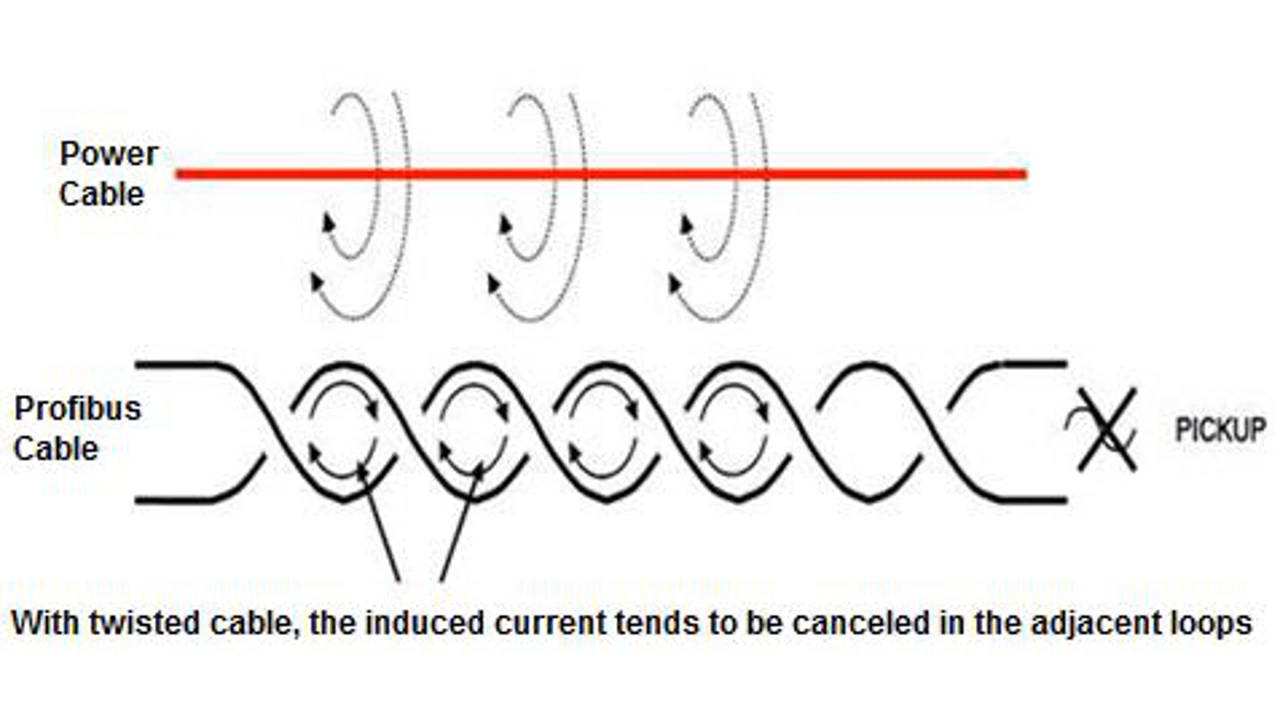 Power
Cable
Profibus
Cable
PICKUP
With twisted cable, the induced current tends to be canceled in the adjacent loops